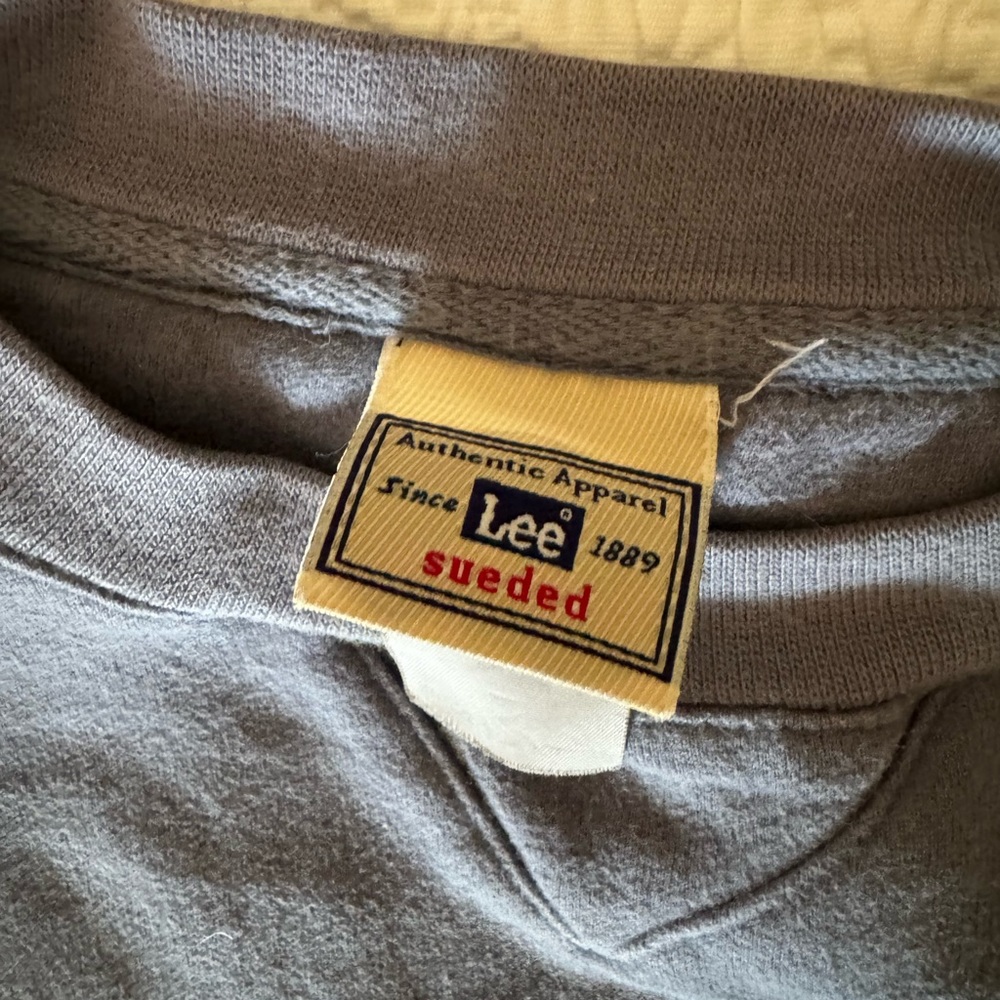 Authentic Apparel
Since Lee® 1889
sueded